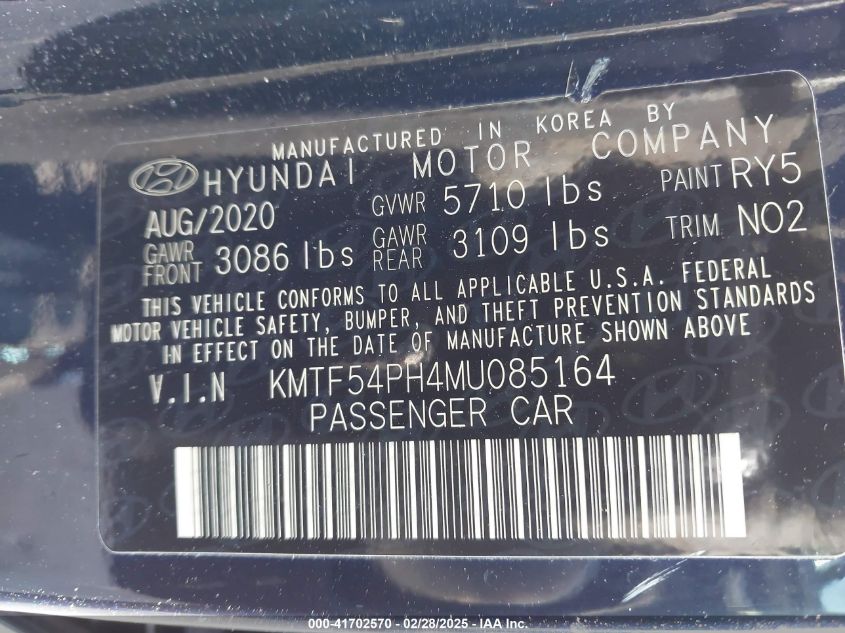 MANUFACTURED IN KOREA BY
HYUNDAI MOTOR COMPANY
AUG/2020 GVWR 5710 lbs PAINT RY5
GAWR FRONT 3086 lbs GAWR REAR 3109 lbs TRIM NO2
THIS VEHICLE CONFORMS TO ALL APPLICABLE U.S.A. FEDERAL
MOTOR VEHICLE SAFETY, BUMPER, AND THEFT PREVENTION STANDARDS
IN EFFECT ON THE DATE OF MANUFACTURE SHOWN ABOVE
V.I.N KMTF54PH4MU085164
PASSENGER CAR
000-41702570 - 02/28/2025 - IAA Inc.